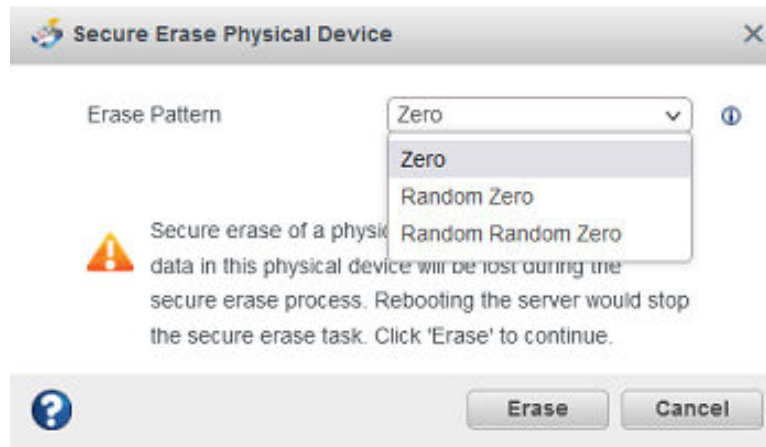 Secure Erase Physical Device
Erase Pattern
Zero
Zero
Random Zero
Random Random Zero
Secure erase of a
data in this physical device will be lost during the
secure erase process. Rebooting the server would stop
the secure erase task. Click 'Erase' to continue.
Erase
Cancel